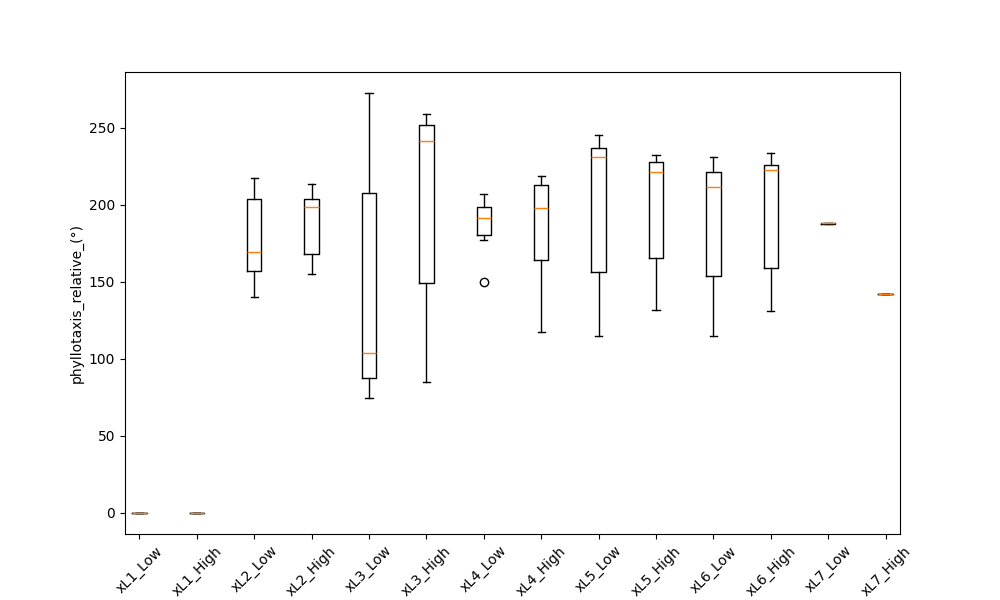 phyllotaxis_relative_(°)
250
200
150
100
50
0
xL1_Low
xL1_High
xL2_Low
xL2_High
xL3_Low
xL3_High
xL4_Low
xL4_High
xL5_Low
xL5_High
xL6_Low
xL6_High
xL7_Low
xL7_High